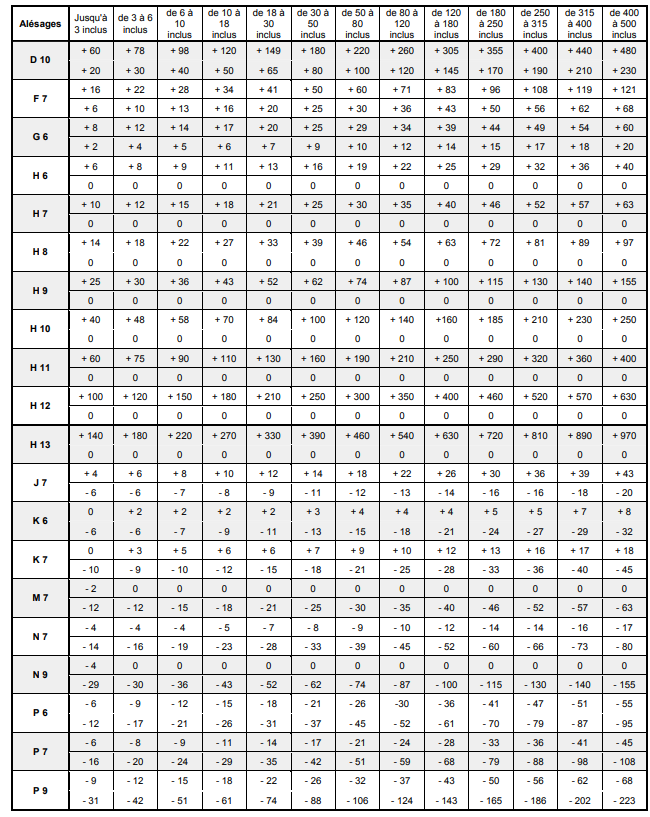 Alésages Jusqu'à 3 inclus de 3 à 6 inclus de 6 à 10 inclus de 10 à 18 inclus de 18 à 30 inclus de 30 à 50 inclus de 50 à 80 inclus de 80 à 120 inclus de 120 à 180 inclus de 180 à 250 inclus de 250 à 315 inclus de 315 à 400 inclus de 400 à 500 inclus
D 10 + 60 + 78 + 98 + 120 + 149 + 180 + 220 + 260 + 305 + 355 + 400 + 440 + 480
+ 20 + 30 + 40 + 50 + 65 + 80 + 100 + 120 + 145 + 170 + 190 + 210 + 230
F 7 + 16 + 22 + 28 + 34 + 41 + 50 + 60 + 71 + 83 + 96 + 108 + 119 + 121
+ 6 + 10 + 13 + 16 + 20 + 25 + 30 + 36 + 43 + 50 + 56 + 62 + 68
G 6 + 8 + 12 + 14 + 17 + 20 + 25 + 29 + 34 + 39 + 44 + 49 + 54 + 60
+ 2 + 4 + 5 + 6 + 7 + 9 + 10 + 12 + 14 + 15 + 17 + 18 + 20
H 6 + 6 + 8 + 9 + 11 + 13 + 16 + 19 + 22 + 25 + 29 + 32 + 36 + 40
0 0 0 0 0 0 0 0 0 0 0 0 0
H 7 + 10 + 12 + 15 + 18 + 21 + 25 + 30 + 35 + 40 + 46 + 52 + 57 + 63
0 0 0 0 0 0 0 0 0 0 0 0 0
H 8 + 14 + 18 + 22 + 27 + 33 + 39 + 46 + 54 + 63 + 72 + 81 + 89 + 97
0 0 0 0 0 0 0 0 0 0 0 0 0
H 9 + 25 + 30 + 36 + 43 + 52 + 62 + 74 + 87 + 100 + 115 + 130 + 140 + 155
0 0 0 0 0 0 0 0 0 0 0 0 0
H 10 + 40 + 48 + 58 + 70 + 84 + 100 + 120 + 140 +160 + 185 + 210 + 230 + 250
0 0 0 0 0 0 0 0 0 0 0 0 0
H 11 + 60 + 75 + 90 + 110 + 130 + 160 + 190 + 210 + 250 + 290 + 320 + 360 + 400
0 0 0 0 0 0 0 0 0 0 0 0 0
H 12 + 100 + 120 + 150 + 180 + 210 + 250 + 300 + 350 + 400 + 460 + 520 + 570 + 630
0 0 0 0 0 0 0 0 0 0 0 0 0
H 13 + 140 + 180 + 220 + 270 + 330 + 390 + 460 + 540 + 630 + 720 + 810 + 890 + 970
0 0 0 0 0 0 0 0 0 0 0 0 0
J 7 + 4 + 6 + 8 + 10 + 12 + 14 + 18 + 22 + 26 + 30 + 36 + 39 + 43
- 6 - 6 - 7 - 8 - 9 - 11 - 12 - 13 - 14 - 16 - 16 - 18 - 20
K 6 0 + 2 + 2 + 2 + 2 + 3 + 4 + 4 + 4 + 5 + 5 + 7 + 8
- 6 - 6 - 7 - 9 - 11 - 13 - 15 - 18 - 21 - 24 - 27 - 29 - 32
K 7 0 + 3 + 5 + 6 + 6 + 7 + 9 + 10 + 12 + 13 + 16 + 17 + 18
- 10 - 9 - 10 - 12 - 15 - 18 - 21 - 25 - 28 - 33 - 36 - 40 - 45
M 7 - 2 0 0 0 0 0 0 0 0 0 0 0 0
- 12 - 12 - 15 - 18 - 21 - 25 - 30 - 35 - 40 - 46 - 52 - 57 - 63
N 7 - 4 - 4 - 4 - 5 - 7 - 8 - 9 - 10 - 12 - 14 - 14 - 16 - 17
- 14 - 16 - 19 - 23 - 28 - 33 - 39 - 45 - 52 - 60 - 66 - 73 - 80
N 9 - 4 0 0 0 0 0 0 0 0 0 0 0 0
- 29 - 30 - 36 - 43 - 52 - 62 - 74 - 87 - 100 - 115 - 130 - 140 - 155
P 6 - 6 - 9 - 12 - 15 - 18 - 21 - 26 -30 - 36 - 41 - 47 - 51 - 55
- 12 - 17 - 21 - 26 - 31 - 37 - 45 - 52 - 61 - 70 - 79 - 87 - 95
P 7 - 6 - 8 - 9 - 11 - 14 - 17 - 21 - 24 - 28 - 33 - 36 - 41 - 45
- 16 - 20 - 24 - 29 - 35 - 42 - 51 - 59 - 68 - 79 - 88 - 98 - 108
P 9 - 9 - 12 - 15 - 18 - 22 - 26 - 32 - 37 - 43 - 50 - 56 - 62 - 68
- 31 - 42 - 51 - 61 - 74 - 88 - 106 - 124 - 143 - 165 - 186 - 202 - 223